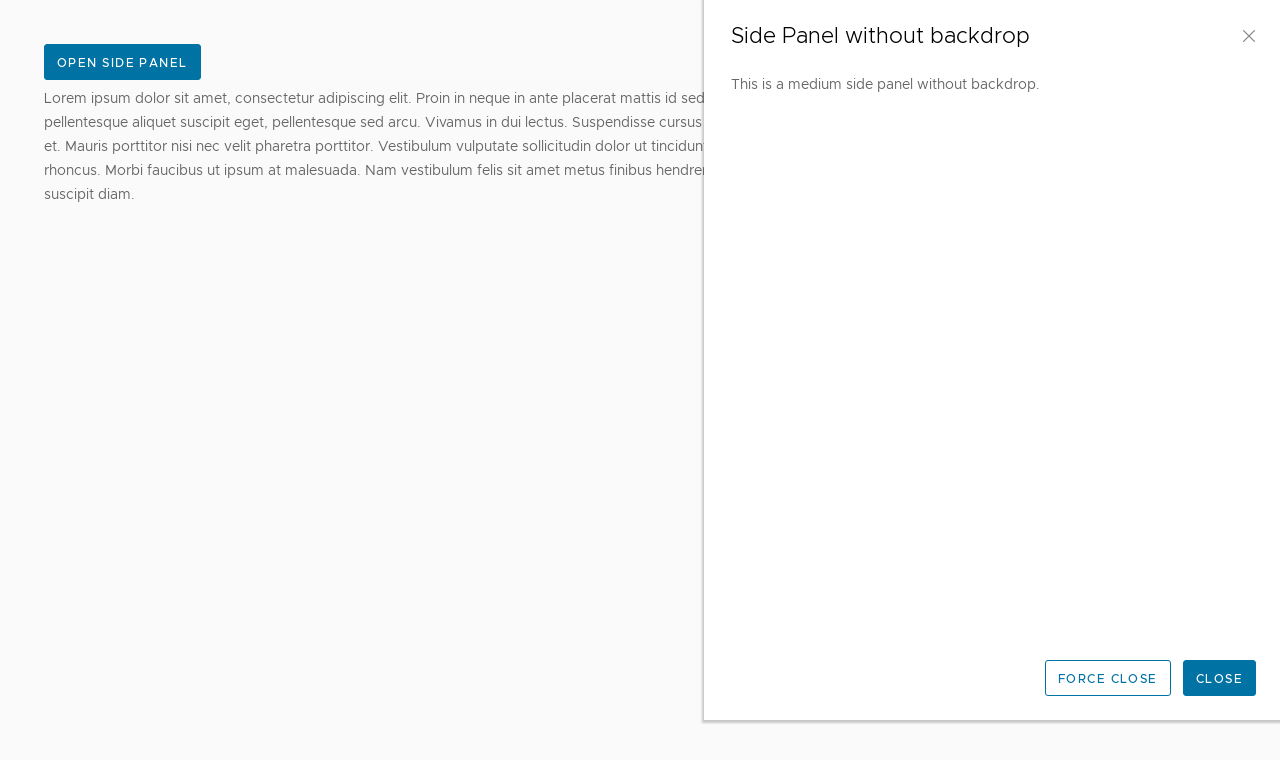 OPEN SIDE PANEL
Lorem ipsum dolor sit amet, consectetur adipiscing elit. Proin in neque in ante placerat mattis id sed
pellentesque aliquet suscipit eget, pellentesque sed arcu. Vivamus in dui lectus. Suspendisse cursus
et. Mauris porttitor nisi nec velit pharetra porttitor. Vestibulum vulputate sollicitudin dolor ut
rhoncus. Morbi faucibus ut ipsum at malesuada. Nam vestibulum felis sit amet metus finibus
suscipit diam.
Side Panel without backdrop
This is a medium side panel without backdrop.
FORCE CLOSE
CLOSE